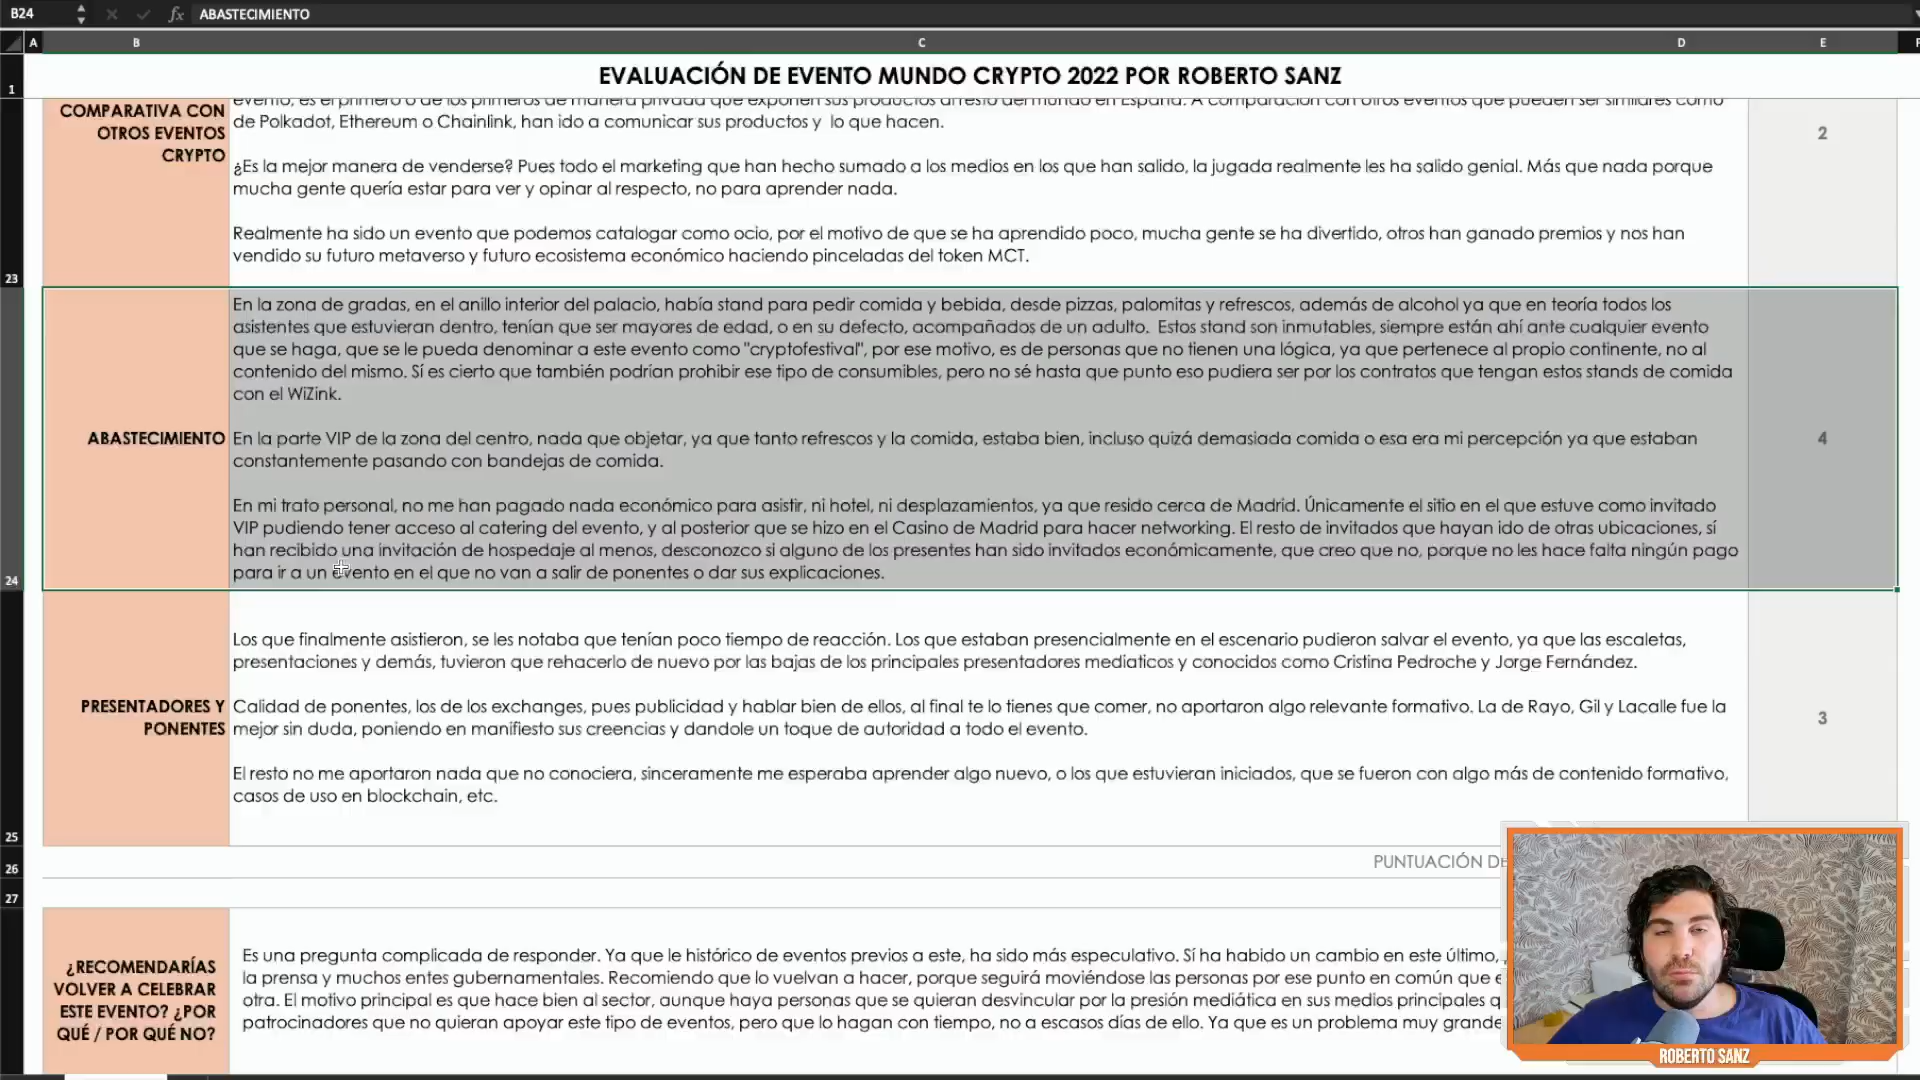 B24
fx ABASTECIMIENTO
A B C D E F
1 EVALUACIÓN DE EVENTO MUNDO CRYPTO 2022 POR ROBERTO SANZ
COMPARATIVA CON
OTROS EVENTOS
CRYPTO
evento, es el primero o de los primeros de manera privada que exponen sus productos al resto del mundo en España. A comparación con otros eventos que pueden ser similares como
de Polkadot, Ethereum o Chainlink, han ido a comunicar sus productos y lo que hacen.
¿Es la mejor manera de venderse? Pues todo el marketing que han hecho sumado a los medios en los que han salido, la jugada realmente les ha salido genial. Más que nada porque
mucha gente quería estar para ver y opinar al respecto, no para aprender nada.
Realmente ha sido un evento que podemos catalogar como ocio, por el motivo de que se ha aprendido poco, mucha gente se ha divertido, otros han ganado premios y nos han
vendido su futuro metaverso y futuro ecosistema económico haciendo pinceladas del token MCT.
2
23
ABASTECIMIENTO
En la zona de gradas, en el anillo interior del palacio, había stand para pedir comida y bebida, desde pizzas, palomitas y refrescos, además de alcohol ya que en teoría todos los
asistentes que estuvieran dentro, tenían que ser mayores de edad, o en su defecto, acompañados de un adulto. Estos stand son inmutables, siempre están ahí ante cualquier evento
que se haga, que se le pueda denominar a este evento como "cryptofestival", por ese motivo, es de personas que no tienen una lógica, ya que pertenece al propio continente, no al
contenido del mismo. Sí es cierto que también podrían prohibir ese tipo de consumibles, pero no sé hasta que punto eso pudiera ser por los contratos que tengan estos stands de comida
con el WiZink.
En la parte VIP de la zona del centro, nada que objetar, ya que tanto refrescos y la comida, estaba bien, incluso quizá demasiada comida o esa era mi percepción ya que estaban
constantemente pasando con bandejas de comida.
En mi trato personal, no me han pagado nada económico para asistir, ni hotel, ni desplazamientos, ya que resido cerca de Madrid. Únicamente el sitio en el que estuve como invitado
VIP pudiendo tener acceso al catering del evento, y al posterior que se hizo en el Casino de Madrid para hacer networking. El resto de invitados que hayan ido de otras ubicaciones, sí
han recibido una invitación de hospedaje al menos, desconozco si alguno de los presentes han sido invitados económicamente, que creo que no, porque no les hace falta ningún pago
para ir a un evento en el que no van a salir de ponentes o dar sus explicaciones.
4
24
PRESENTADORES Y
PONENTES
Los que finalmente asistieron, se les notaba que tenían poco tiempo de reacción. Los que estaban presencialmente en el escenario pudieron salvar el evento, ya que las escaletas,
presentaciones y demás, tuvieron que rehacerlo de nuevo por las bajas de los principales presentadores mediaticos y conocidos como Cristina Pedroche y Jorge Fernández.
Calidad de ponentes, los de los exchanges, pues publicidad y hablar bien de ellos, al final te lo tienes que comer, no aportaron algo relevante formativo. La de Rayo, Gil y Lacalle fue la
mejor sin duda, poniendo en manifiesto sus creencias y dandole un toque de autoridad a todo el evento.
El resto no me aportaron nada que no conociera, sinceramente me esperaba aprender algo nuevo, o los que estuvieran iniciados, que se fueron con algo más de contenido formativo,
casos de uso en blockchain, etc.
3
25
26 PUNTUACIÓN DE
27
¿RECOMENDARÍAS
VOLVER A CELEBRAR
ESTE EVENTO? ¿POR
QUÉ / POR QUÉ NO?
Es una pregunta complicada de responder. Ya que le histórico de eventos previos a este, ha sido más especulativo. Sí ha habido un cambio en este último,
la prensa y muchos entes gubernamentales. Recomiendo que lo vuelvan a hacer, porque seguirá moviéndose las personas por ese punto en común que e
otra. El motivo principal es que hace bien al sector, aunque haya personas que se quieran desvincular por la presión mediática en sus medios principales q
patrocinadores que no quieran apoyar este tipo de eventos, pero que lo hagan con tiempo, no a escasos días de ello. Ya que es un problema muy grande
ROBERTO SANZ